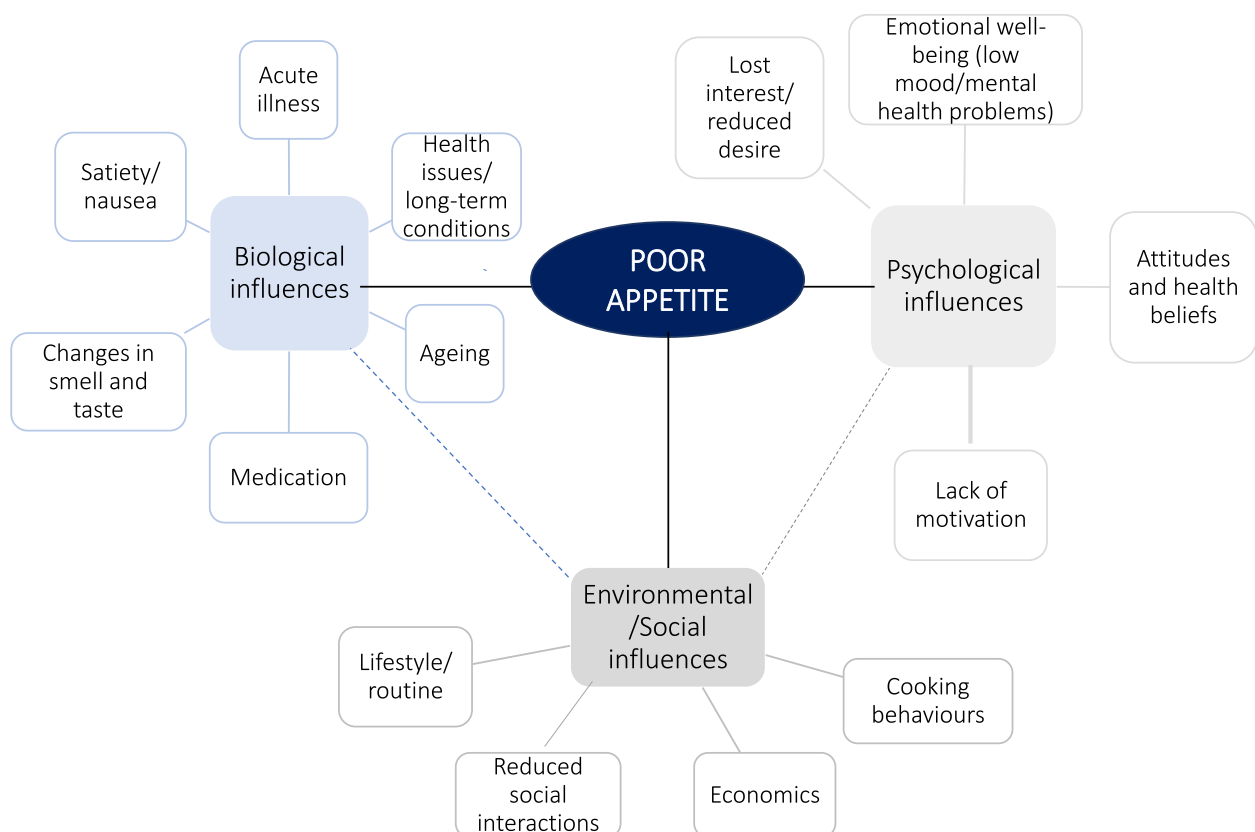 Acute
illness
Satiety/
nausea
Health
issues/
long-term
conditions
Biological
influences
Changes in
smell and
taste
Ageing
Medication
POOR
APPETITE
Lost
interest/
reduced
desire
Emotional well-
being (low
mood/mental
health problems)
Psychological
influences
Attitudes
and health
beliefs
Lack of
motivation
Environmental
/Social
influences
Lifestyle/
routine
Reduced
social
interactions
Economics
Cooking
behaviours